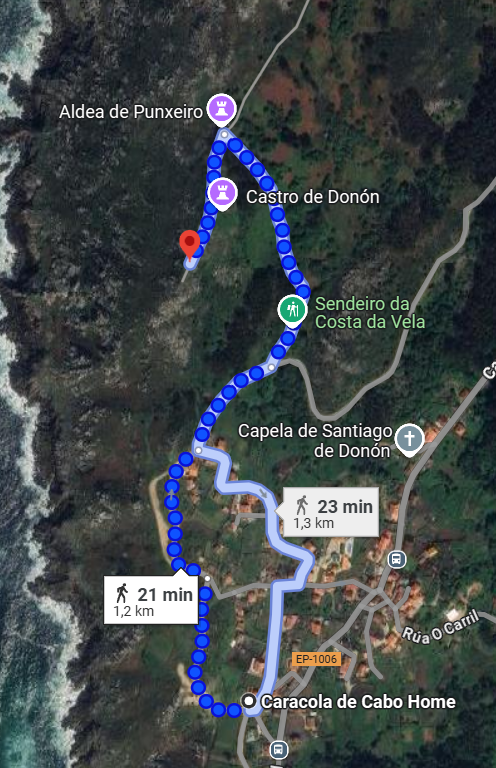 Aldea de Punxeiro
Castro de Donón
Sendeiro da
Costa da Vela
Capela de Santiago
de Donón
Ca
23 min
1,3 km
21 min
1,2 km
Rúa O Carril
EP-1006
Caracola de Cabo Home